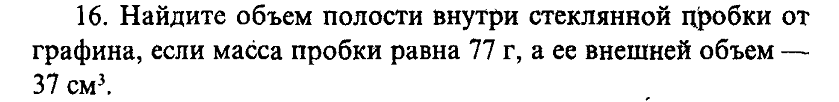 16. Найдите объем полости внутри стеклянной пробки от
графина, если масса пробки равна 77 г, а ее внешней объем —
37 см³.